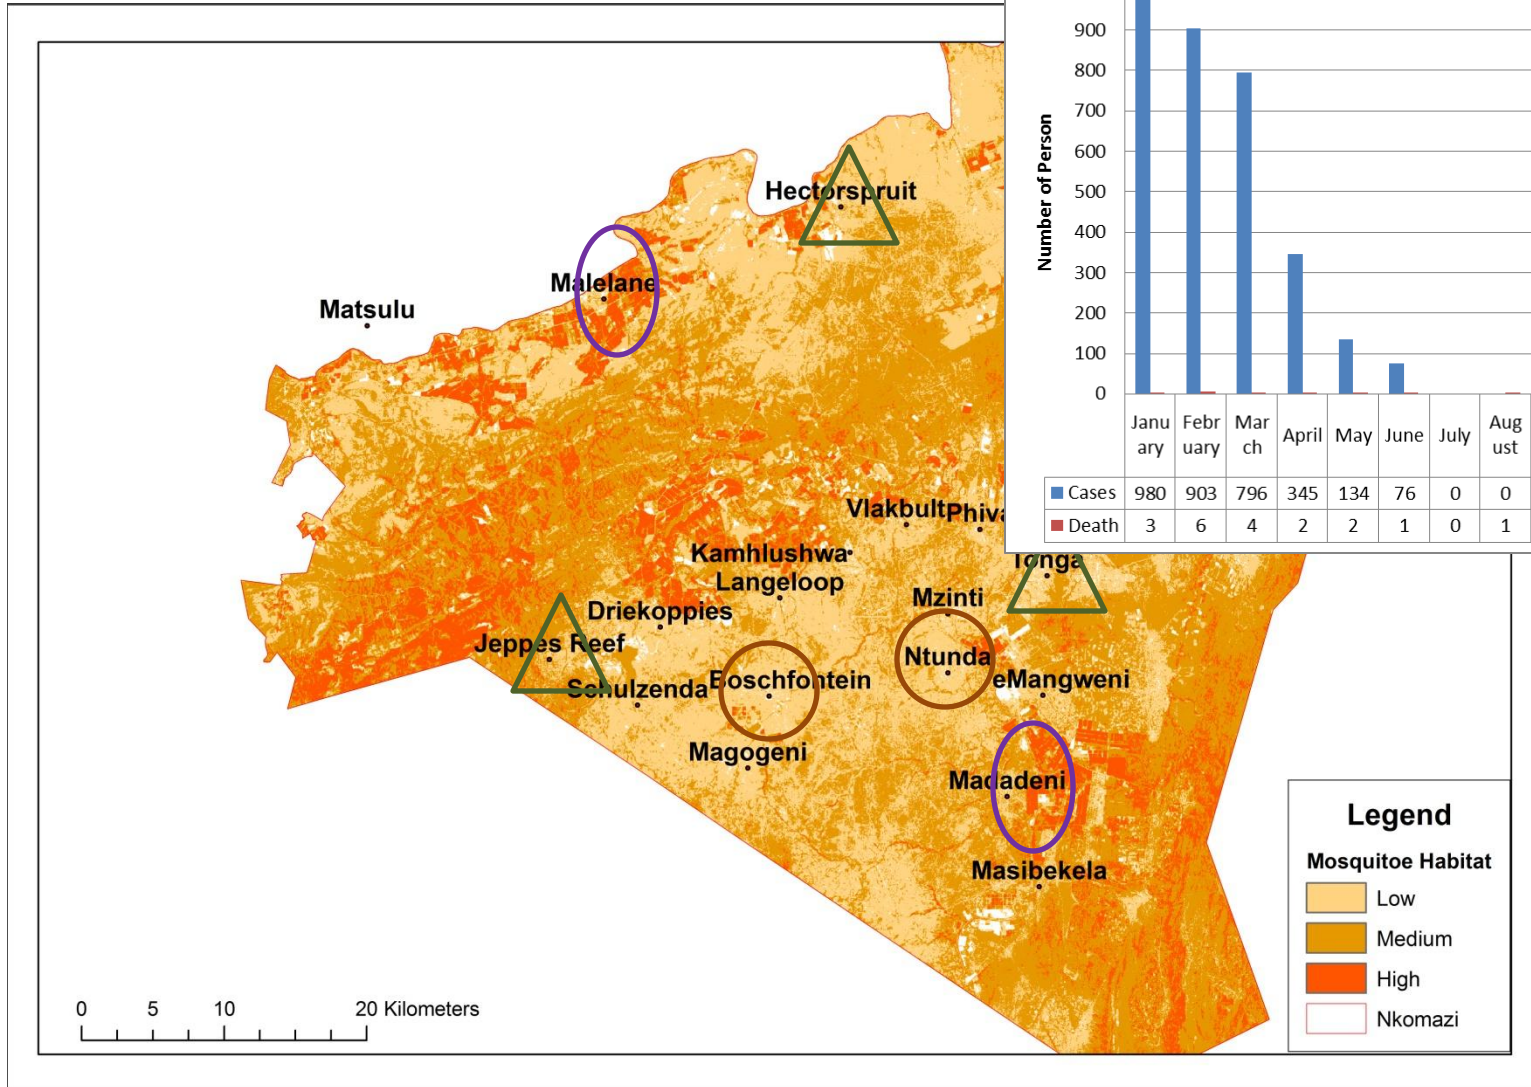 900
800
700
600
500
400
300
200
100
0
Number of Person
Janu
ary
Febr
uary
Mar
ch
April
May
June
July
Aug
ust
Cases 980 903 796 345 134 76 0 0
Death 3 6 4 2 2 1 0 1
Hectorspruit
Malelane
Matsulu
Vlakbult
Phiva
Kamhlushwa
Tonga
Langeloop
Mzinti
Driekoppies
Jeppes Reef
Ntunda
eMangweni
Boschfontein
Schulzenda
Magogeni
Madadeni
Masibekela
Legend
Mosquitoe Habitat
Low
Medium
High
Nkomazi
0 5 10 20 Kilometers